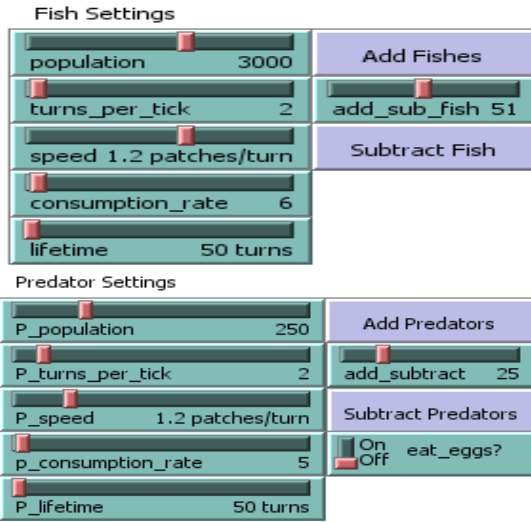 Fish Settings
population 3000
Add Fishes
turns_per_tick 2
add_sub_fish 51
speed 1.2 patches/turn
Subtract Fish
consumption_rate 6
lifetime 50 turns
Predator Settings
P_population 250
Add Predators
P_turns_per_tick 2
add_subtract 25
P_speed 1.2 patches/turn
Subtract Predators
On
Off
eat_eggs?
p_consumption_rate 5
P_lifetime 50 turns